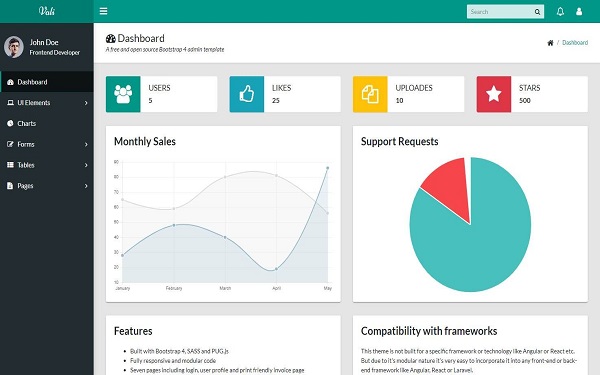 Vali
Search
John Doe
Frontend Developer
Dashboard
UI Elements
Charts
Forms
Tables
Pages
Dashboard
A free and open source Bootstrap 4 admin template
/ Dashboard
USERS
5
LIKES
25
UPLOADES
10
STARS
500
Monthly Sales
90
80
70
60
50
40
30
20
10
January February March April May
Support Requests
Features
• Built with Bootstrap 4, SASS and PUG.js
• Fully responsive and modular code
• Seven pages including login, user profile and print friendly invoice page
Compatibility with frameworks
This theme is not built for a specific framework or technology like Angular or React etc.
But due to it's modular nature it's very easy to incorporate it into any front-end or back-
end framework like Angular, React or Laravel.